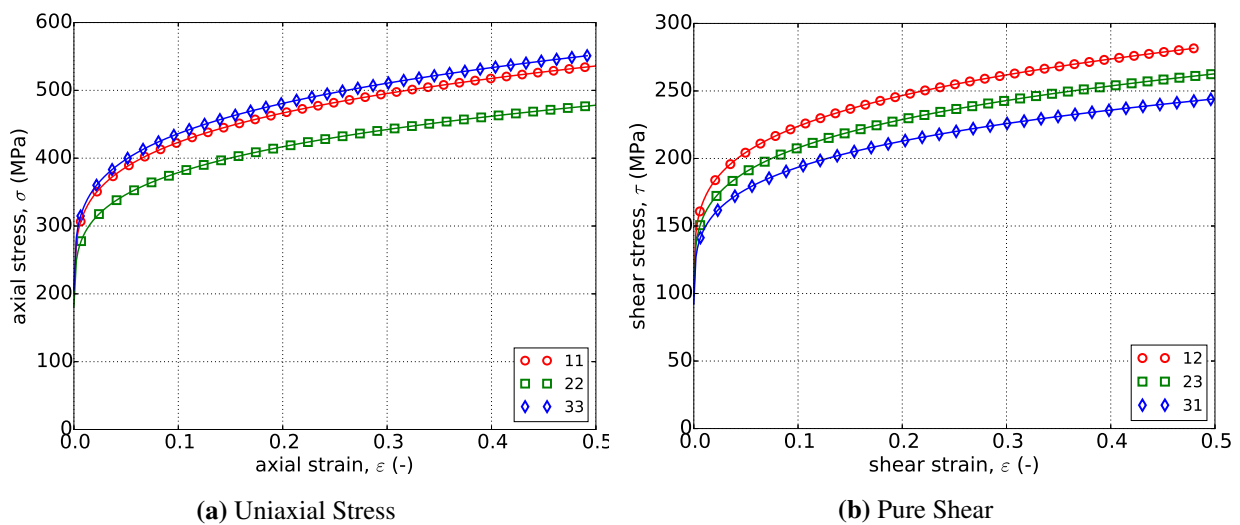 600
500
400
300
200
100
0
0.0 0.1 0.2 0.3 0.4 0.5
axial stress, σ (MPa)
axial strain, ε (-)
11
22
33
(a) Uniaxial Stress
300
250
200
150
100
50
0
0.0 0.1 0.2 0.3 0.4 0.5
shear stress, τ (MPa)
shear strain, ε (-)
12
23
31
(b) Pure Shear